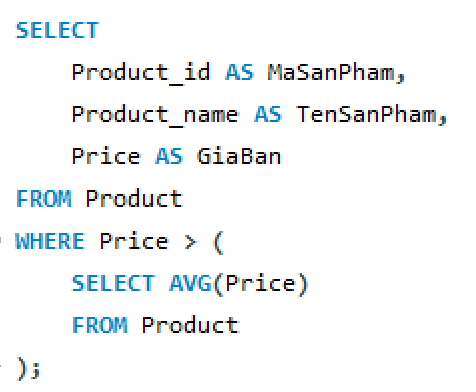 SELECT
Product_id AS MaSanPham,
Product_name AS TenSanPham,
Price AS GiaBan
FROM Product
WHERE Price > (
SELECT AVG(Price)
FROM Product
);